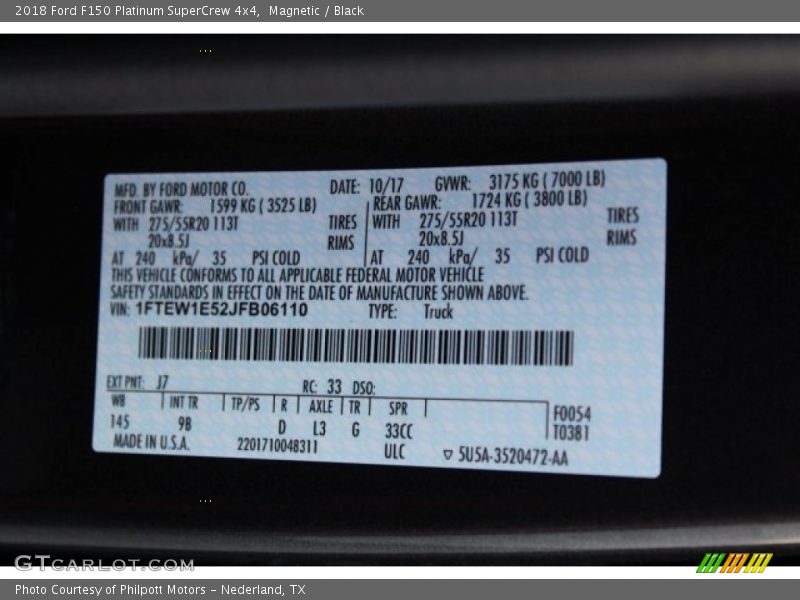 2018 Ford F150 Platinum SuperCrew 4x4,  Magnetic / Black
MFD. BY FORD MOTOR CO. DATE: 10/17 GVWR: 3175 KG ( 7000 LB)
FRONT GAWR: 1599 KG ( 3525 LB) REAR GAWR: 1724 KG ( 3800 LB)
WITH 275/55R20 113T TIRES WITH 275/55R20 113T TIRES
20x8.5J RIMS 20x8.5J RIMS
AT 240 kPa/ 35 PSI COLD AT 240 kPa/ 35 PSI COLD
THIS VEHICLE CONFORMS TO ALL APPLICABLE FEDERAL MOTOR VEHICLE
SAFETY STANDARDS IN EFFECT ON THE DATE OF MANUFACTURE SHOWN ABOVE.
VIN: 1FTEW1E52JFB06110 TYPE: Truck
EXT PNT: J7 RC: 33 DSO:
WB INT TR TP/PS R AXLE TR SPR F0054
145 9B D L3 G 33CC T0381
MADE IN U.S.A. 2201710048311 ULC ▽ 5U5A-3520472-AA
GTCARLOT.COM
Photo Courtesy of Philpott Motors – Nederland, TX